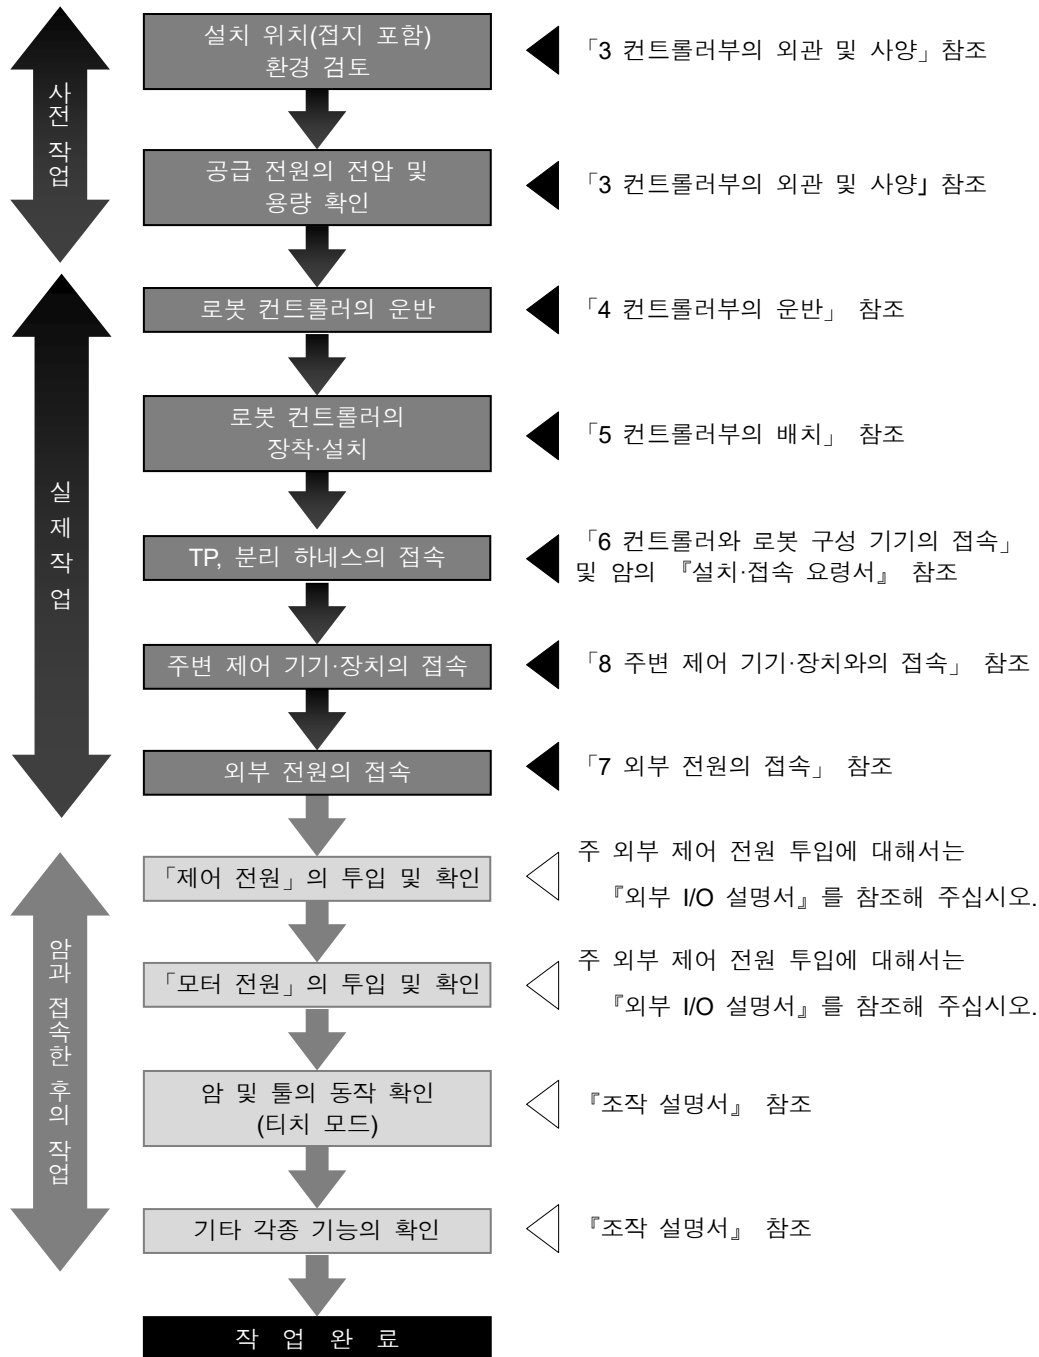 사전 작업
설치 위치(접지 포함)
환경 검토
「3 컨트롤러부의 외관 및 사양」참조
공급 전원의 전압 및
용량 확인
「3 컨트롤러부의 외관 및 사양」참조
실제작업
로봇 컨트롤러의 운반
「4 컨트롤러부의 운반」 참조
로봇 컨트롤러의
장착·설치
「5 컨트롤러부의 배치」 참조
TP, 분리 하네스의 접속
「6 컨트롤러와 로봇 구성 기기의 접속」
및 암의 『설치·접속 요령서』 참조
주변 제어 기기·장치의 접속
「8 주변 제어 기기·장치와의 접속」 참조
외부 전원의 접속
「7 외부 전원의 접속」 참조
암과 접속한 후의 작업
「제어 전원」의 투입 및 확인
주 외부 제어 전원 투입에 대해서는
『외부 I/O 설명서』를 참조해 주십시오.
「모터 전원」의 투입 및 확인
주 외부 제어 전원 투입에 대해서는
『외부 I/O 설명서』를 참조해 주십시오.
암 및 툴의 동작 확인
(티치 모드)
『조작 설명서』 참조
기타 각종 기능의 확인
『조작 설명서』 참조
작 업 완 료